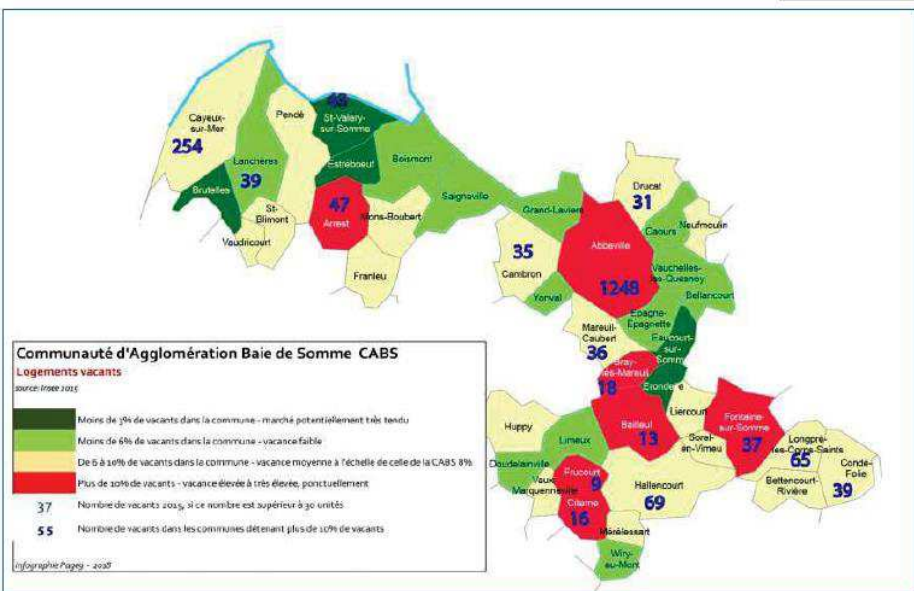 48
Cayeux-
sur-Mer
254
Pendé
St-Valery-
sur-Somme
Lanchères
39
Estréboeuf
Boismont
Brutelles
47
Arrest
Saigneville
St-
Blimont
Mons-Boubert
Vaudricourt
Franleu
Drucat
31
Grand-Laviers
Caours
Neufmoulin
Abbeville
35
Cambron
1248
Vauchelles-
les-Quesnoy
Yonval
Bellancourt
Epagne-
Epagnette
Mareuil-
Caubert
36
Eaucourt-
sur-
Somme
Bray-
les-Mareuil
18
Erondelle
Liercourt
Fontaine-
sur-Somme
37
Huppy
Limeux
Bailleul
13
Sorel-
en-Vimeu
Longpré-
les-Corps-Saints
65
Doudelainville
Frucourt
9
Condé-
Folie
39
Vaux-
Marquenneville
Hallencourt
69
Bettencourt-
Rivière
Citerne
16
Mérélessart
Wiry-
au-Mont
Communauté d'Agglomération Baie de Somme CABS
Logements vacants
source: Insee 2015
Moins de 3% de vacants dans la commune - marché potentiellement très tendu
Moins de 6% de vacants dans la commune - vacance faible
De 6 à 10% de vacants dans la commune - vacance moyenne à l'échelle de celle de la CABS 8%
Plus de 10% de vacants - vacance élevée à très élevée, ponctuellement
37 Nombre de vacants 2015, si ce nombre est supérieur à 30 unités
55 Nombre de vacants dans les communes détenant plus de 10% de vacants
infographie Pagey - 2018